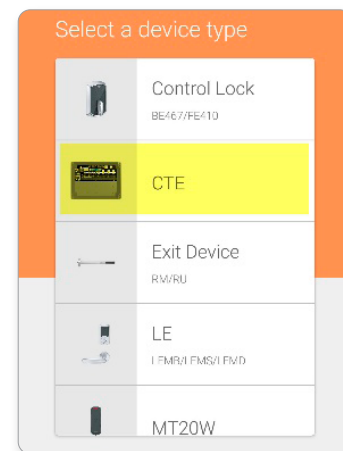 Select a device type
Control Lock
BE467/FE410
CTE
Exit Device
RM/RU
LE
LEMB/LEMS/LEMD
MT20W